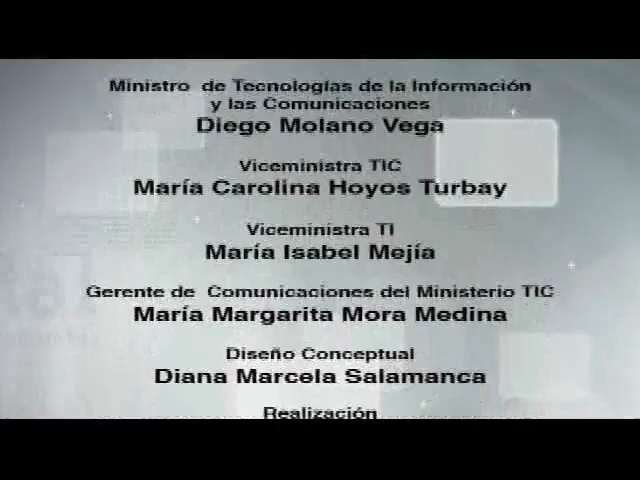 Ministro de Tecnologías de la Información
y las Comunicaciones
Diego Molano Vega
Viceministra TIC
María Carolina Hoyos Turbay
Viceministra TI
María Isabel Mejía
Gerente de Comunicaciones del Ministerio TIC
María Margarita Mora Medina
Diseño Conceptual
Diana Marcela Salamanca
Realización